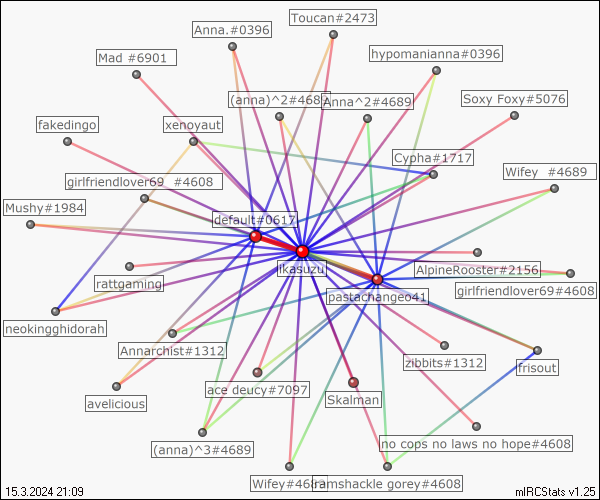 Toucan#2473
Anna.#0396
hypomanianna#0396
Mad #6901
(anna)^2#4689
Anna^2#4689
Soxy Foxy#5076
fakedingo
xenoyaut
Cypha#1717
Wifey #4689
girlfriendlover69 #4608
Mushy#1984
default#0617
ikasuzu
AlpineRooster#2156
rattgaming
girlfriendlover69#4608
pastachangeo41
neokingghidorah
Annarchist#1312
zibbits#1312
frisout
ace deucy#7097
Skalman
avelicious
(anna)^3#4689
no cops no laws no hope#4608
Wifey#4689
ramshackle gorey#4608
15.3.2024 21:09
mIRCStats v1.25